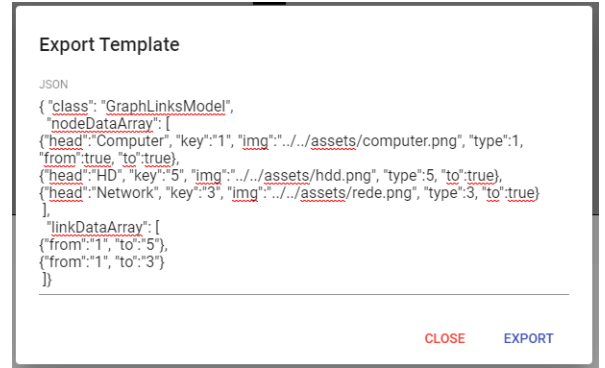 Export Template
JSON
{ "class": "GraphLinksModel",
"nodeDataArray": [
{"head":"Computer", "key":"1", "img":"../../assets/computer.png", "type":1,
"from":true, "to":true},
{"head":"HD", "key":"5", "img":"../../assets/hdd.png", "type":5, "to":true},
{"head":"Network", "key":"3", "img":"../../assets/rede.png", "type":3, "to":true}
],
"linkDataArray": [
{"from":"1", "to":"5"},
{"from":"1", "to":"3"}
]}
CLOSE EXPORT